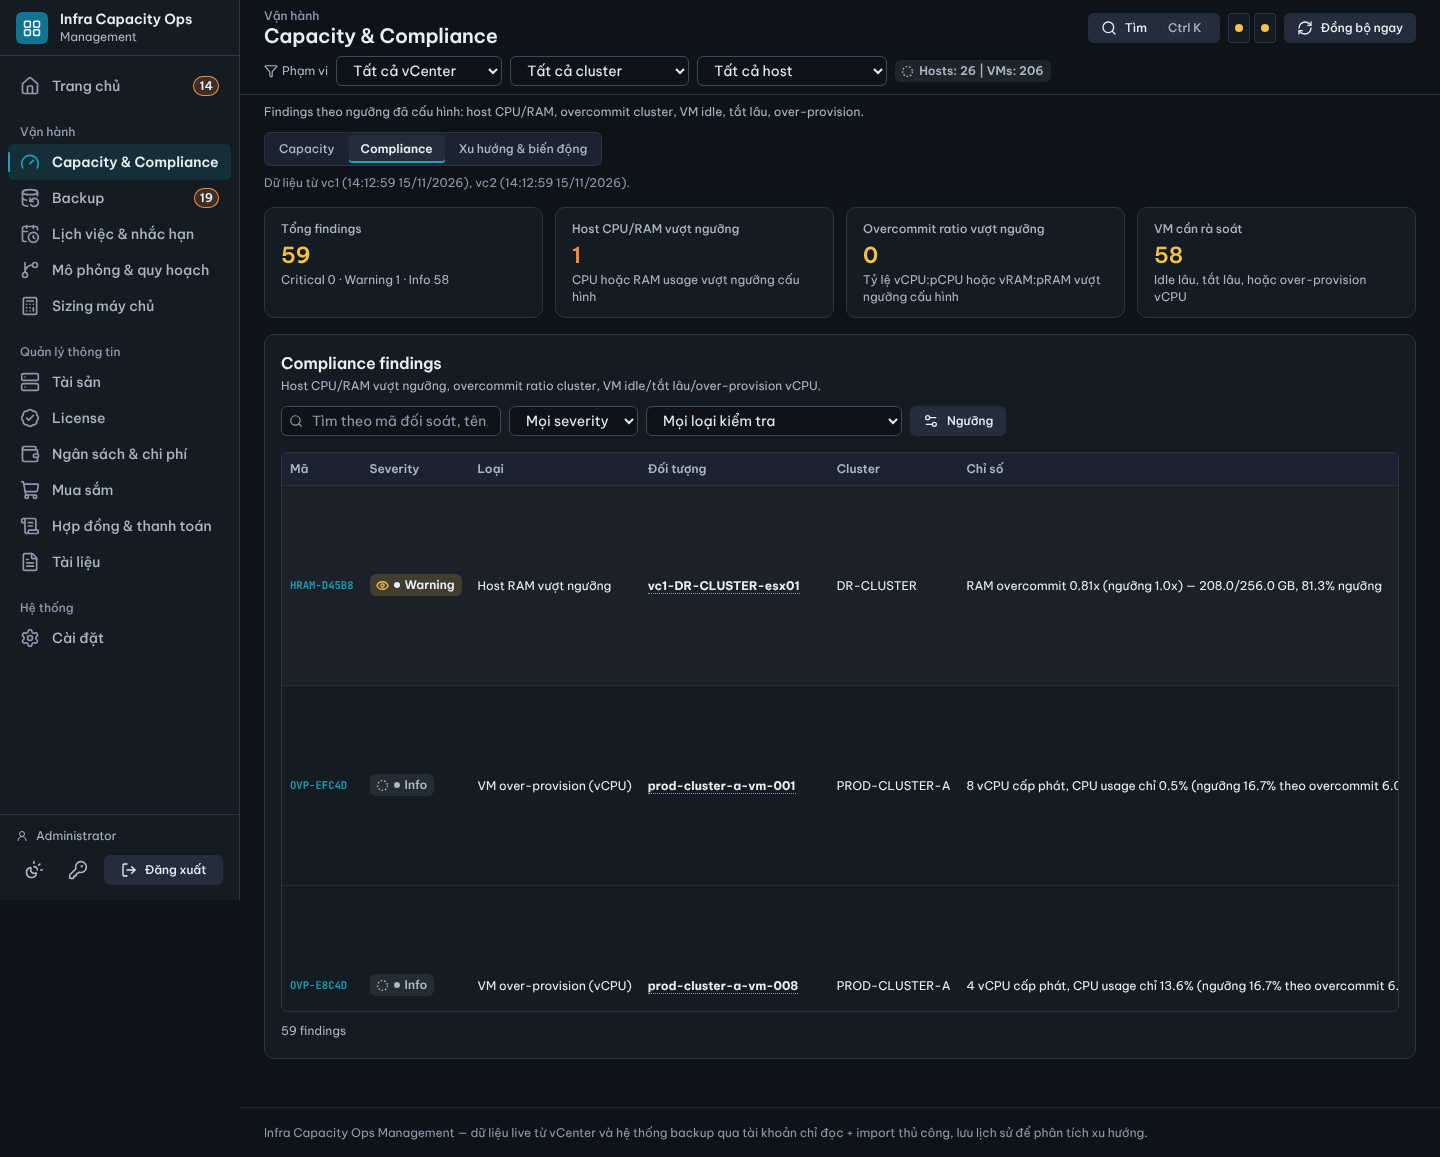 Infra Capacity Ops
Management
Trang chủ
14
Vận hành
Capacity & Compliance
Backup
19
Lịch việc & nhắc hạn
Mô phỏng & quy hoạch
Sizing máy chủ
Quản lý thông tin
Tài sản
License
Ngân sách & chi phí
Mua sắm
Hợp đồng & thanh toán
Tài liệu
Hệ thống
Cài đặt
Administrator
Đăng xuất
Vận hành
Capacity & Compliance
Tìm Ctrl K
Đồng bộ ngay
Phạm vi
Tất cả vCenter
Tất cả cluster
Tất cả host
Hosts: 26 | VMs: 206
Findings theo ngưỡng đã cấu hình: host CPU/RAM, overcommit cluster, VM idle, tắt lâu, over-provision.
Capacity
Compliance
Xu hướng & biến động
Dữ liệu từ vc1 (14:12:59 15/11/2026), vc2 (14:12:59 15/11/2026).
Tổng findings
59
Critical 0 · Warning 1 · Info 58
Host CPU/RAM vượt ngưỡng
1
CPU hoặc RAM usage vượt ngưỡng cấu
hình
Overcommit ratio vượt ngưỡng
0
Tỷ lệ vCPU:pCPU hoặc vRAM:pRAM vượt
ngưỡng cấu hình
VM cần rà soát
58
Idle lâu, tắt lâu, hoặc over-provision
vCPU
Compliance findings
Host CPU/RAM vượt ngưỡng, overcommit ratio cluster, VM idle/tắt lâu/over-provision vCPU.
Tìm theo mã đối soát, tên,
Mọi severity
Mọi loại kiểm tra
Ngưỡng
Mã Severity Loại Đối tượng Cluster Chỉ số
HRAM-D45B8 Warning Host RAM vượt ngưỡng vc1-DR-CLUSTER-esx01 DR-CLUSTER RAM overcommit 0.81x (ngưỡng 1.0x) — 208.0/256.0 GB, 81.3% ngưỡng
OVP-EFC4D Info VM over-provision (vCPU) prod-cluster-a-vm-001 PROD-CLUSTER-A 8 vCPU cấp phát, CPU usage chỉ 0.5% (ngưỡng 16.7% theo overcommit 6.0
OVP-E8C4D Info VM over-provision (vCPU) prod-cluster-a-vm-008 PROD-CLUSTER-A 4 vCPU cấp phát, CPU usage chỉ 13.6% (ngưỡng 16.7% theo overcommit 6.
59 findings
Infra Capacity Ops Management — dữ liệu live từ vCenter và hệ thống backup qua tài khoản chỉ đọc + import thủ công, lưu lịch sử để phân tích xu hướng.